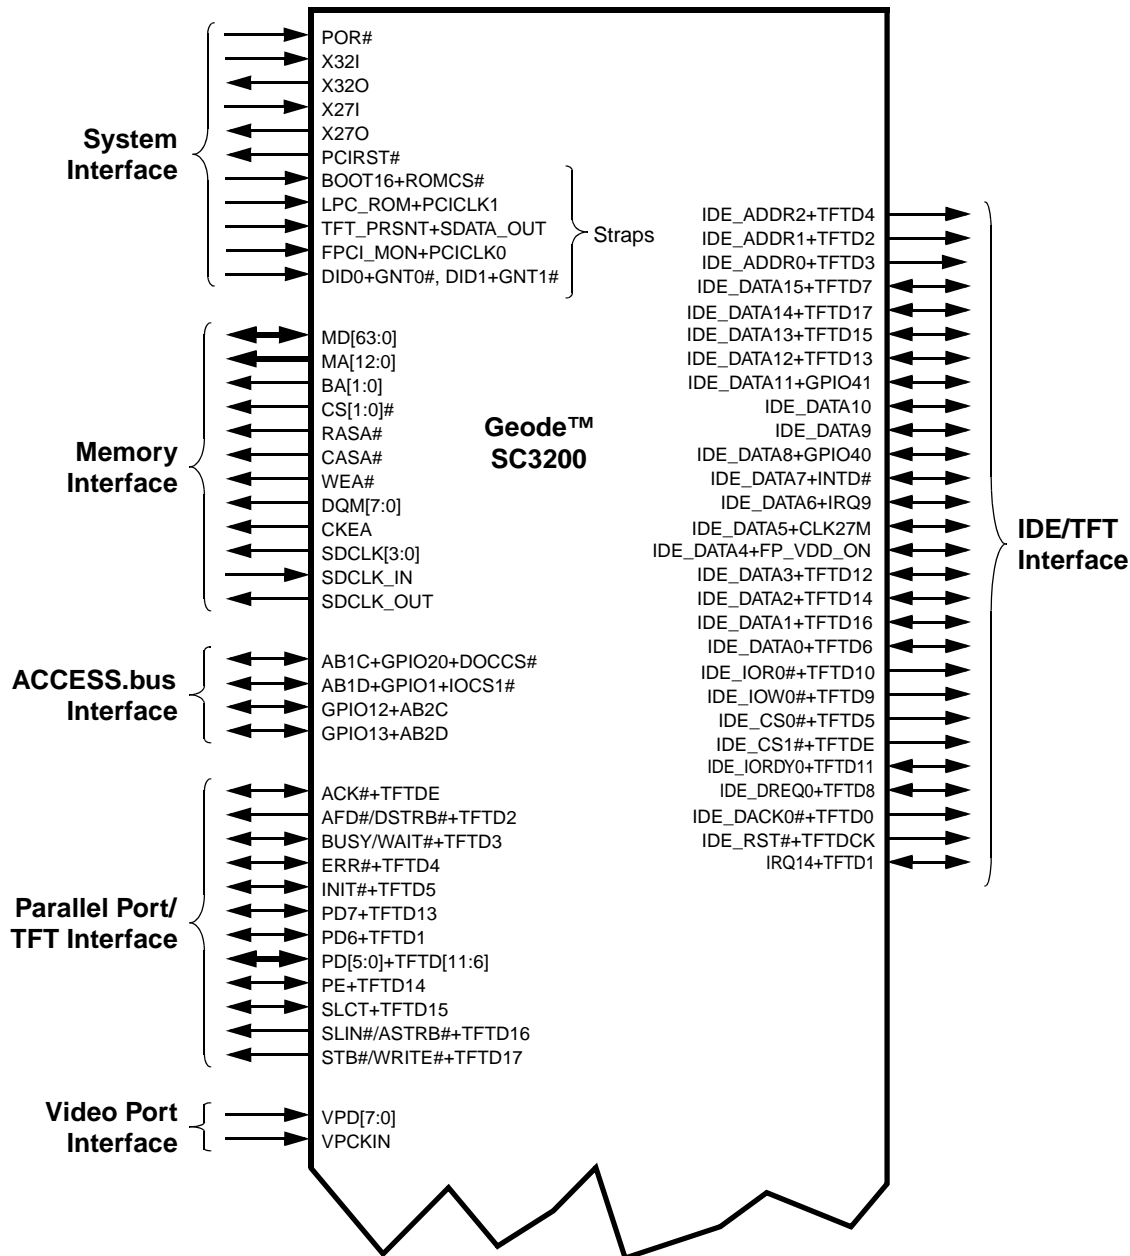 System
Interface
POR#
X32I
X32O
X27I
X27O
PCIRST#
BOOT16+ROMCS#
LPC_ROM+PCICLK1
TFT_PRSNT+SDATA_OUT
FPCI_MON+PCICLK0
DID0+GNT0#, DID1+GNT1#
Straps
Memory
Interface
MD[63:0]
MA[12:0]
BA[1:0]
CS[1:0]#
RASA#
CASA#
WEA#
DQM[7:0]
CKEA
SDCLK[3:0]
SDCLK_IN
SDCLK_OUT
ACCESS.bus
Interface
AB1C+GPIO20+DOCCS#
AB1D+GPIO1+IOCS1#
GPIO12+AB2C
GPIO13+AB2D
Parallel Port/
TFT Interface
ACK#+TFTDE
AFD#/DSTRB#+TFTD2
BUSY/WAIT#+TFTD3
ERR#+TFTD4
INIT#+TFTD5
PD7+TFTD13
PD6+TFTD1
PD[5:0]+TFTD[11:6]
PE+TFTD14
SLCT+TFTD15
SLIN#/ASTRB#+TFTD16
STB#/WRITE#+TFTD17
Video Port
Interface
VPD[7:0]
VPCKIN
Geode™
SC3200
IDE_ADDR2+TFTD4
IDE_ADDR1+TFTD2
IDE_ADDR0+TFTD3
IDE_DATA15+TFTD7
IDE_DATA14+TFTD17
IDE_DATA13+TFTD15
IDE_DATA12+TFTD13
IDE_DATA11+GPIO41
IDE_DATA10
IDE_DATA9
IDE_DATA8+GPIO40
IDE_DATA7+INTD#
IDE_DATA6+IRQ9
IDE_DATA5+CLK27M
IDE_DATA4+FP_VDD_ON
IDE_DATA3+TFTD12
IDE_DATA2+TFTD14
IDE_DATA1+TFTD16
IDE_DATA0+TFTD6
IDE_IOR0#+TFTD10
IDE_IOW0#+TFTD9
IDE_CS0#+TFTD5
IDE_CS1#+TFTDE
IDE_IORDY0+TFTD11
IDE_DREQ0+TFTD8
IDE_DACK0#+TFTD0
IDE_RST#+TFTDCK
IRQ14+TFTD1
IDE/TFT
Interface